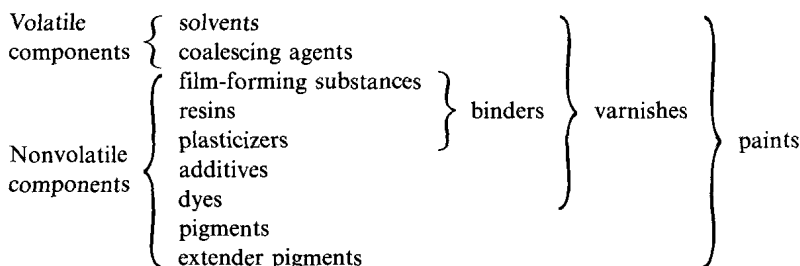 Volatile
components
solvents
coalescing agents
film-forming substances
resins
plasticizers
additives
dyes
pigments
extender pigments
Nonvolatile
components
binders
varnishes
paints